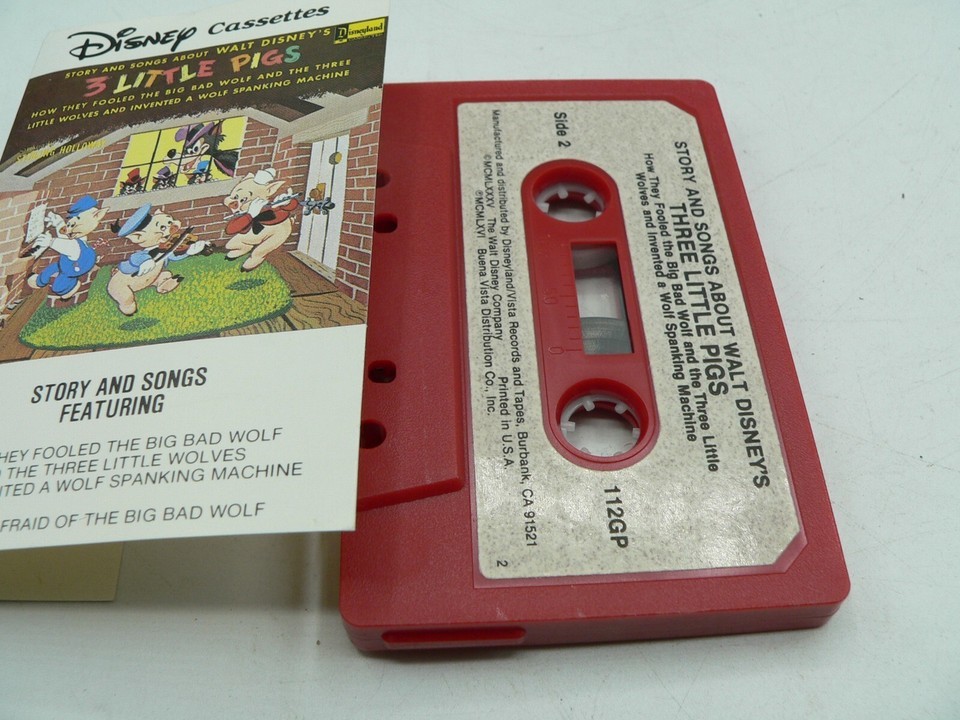 Disney Cassettes
Disneyland
STORY AND SONGS ABOUT WALT DISNEY'S
3 LITTLE PIGS
HOW THEY FOOLED THE BIG BAD WOLF AND THE THREE
LITTLE WOLVES AND INVENTED A WOLF SPANKING MACHINE
HOLLOWAY
STORY AND SONGS
FEATURING
HEY FOOLED THE BIG BAD WOLF
THE THREE LITTLE WOLVES
ITED A WOLF SPANKING MACHINE
FRAID OF THE BIG BAD WOLF
STORY AND SONGS ABOUT WALT DISNEY'S
THREE LITTLE PIGS
How They Fooled the Big Bad Wolf and the Three Little
Wolves and Invented a Wolf Spanking Machine
Side 2
112GP
Manufactured and distributed by Disneyland/Vista Records and Tapes, Burbank, CA 91521
©MCMLXXXV The Walt Disney Company
℗MCMLXVI Buena Vista Distribution Co., Inc. Printed in U.S.A.
2